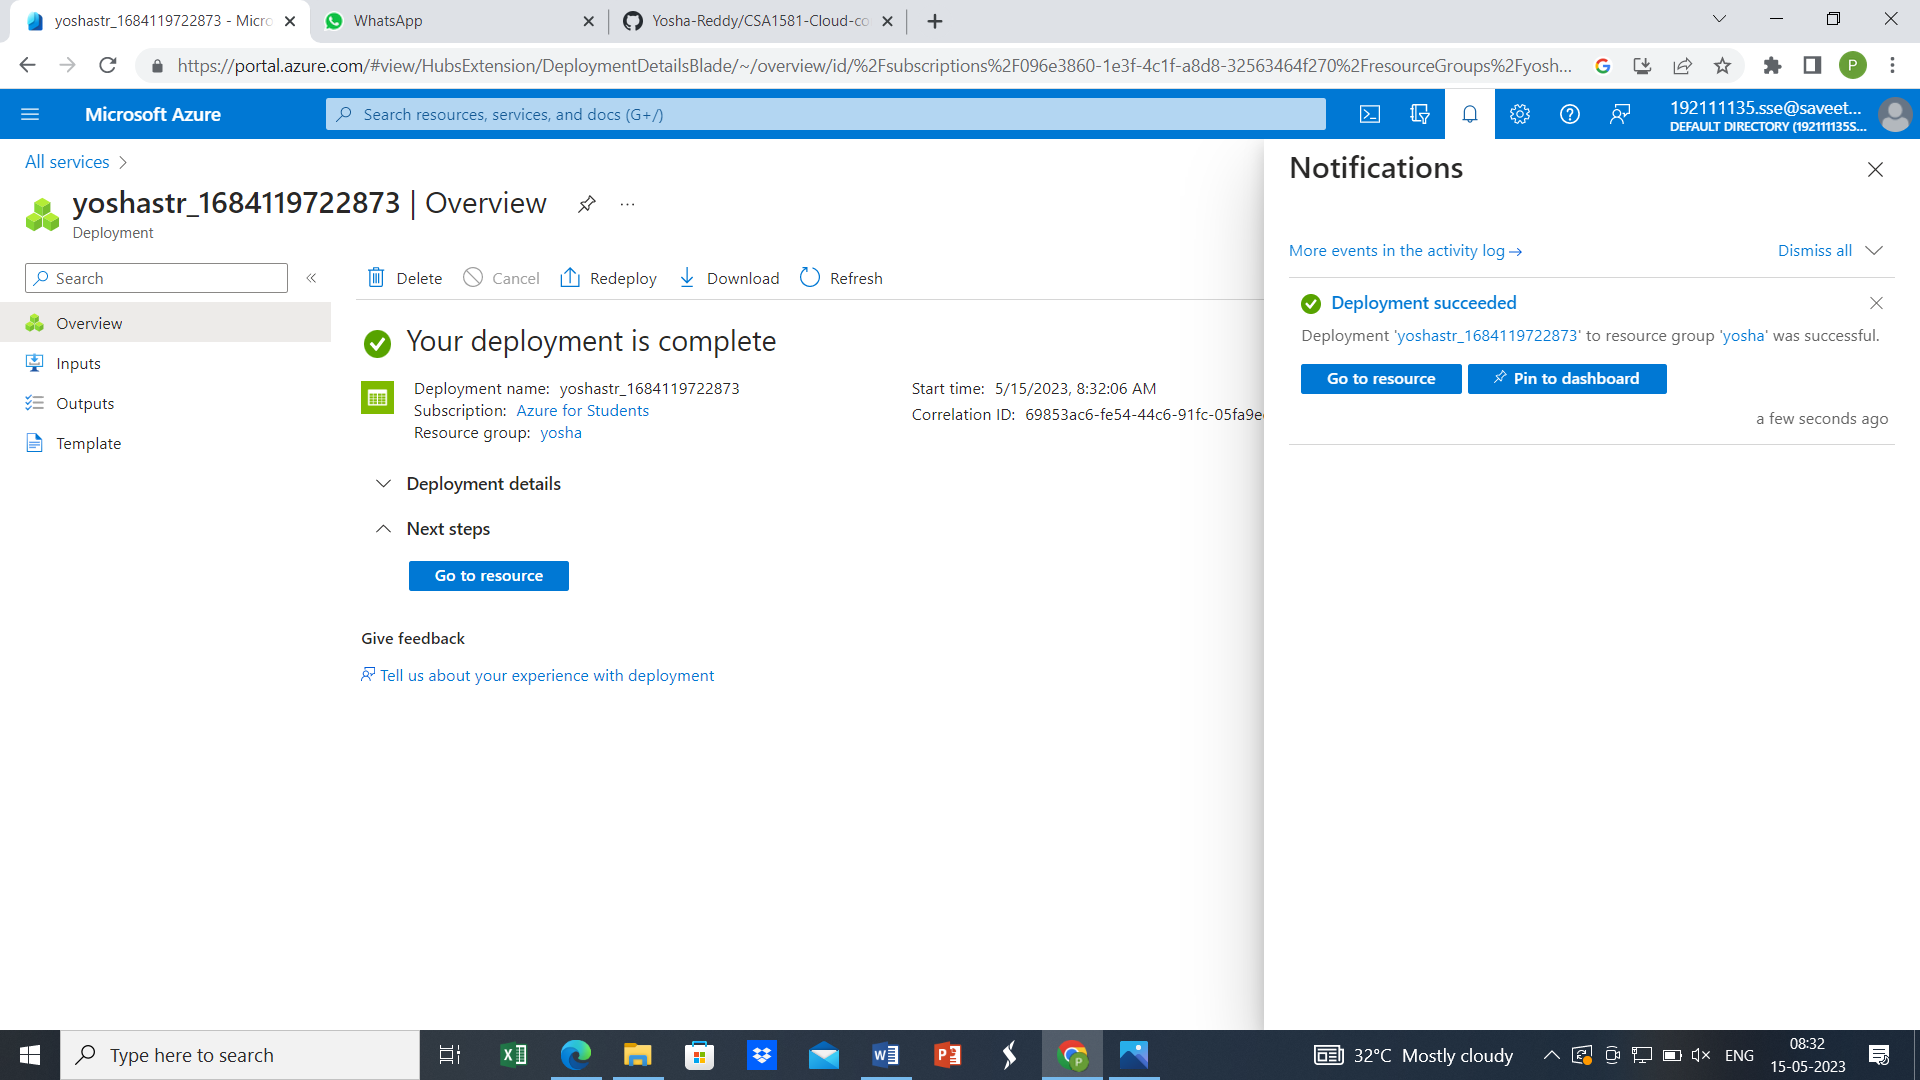 yoshastr_1684119722873 - Micro
WhatsApp
Yosha-Reddy/CSA1581-Cloud-co
https://portal.azure.com/#view/HubsExtension/DeploymentDetailsBlade/~/overview/id/%2Fsubscriptions%2F096e3860-1e3f-4c1f-a8d8-32563464f270%2FresourceGroups%2Fyosh...
P
Microsoft Azure
Search resources, services, and docs (G+/)
192111135.sse@saveet...
DEFAULT DIRECTORY (192111135S...
All services
yoshastr_1684119722873 | Overview
Deployment
Search
Overview
Inputs
Outputs
Template
Delete
Cancel
Redeploy
Download
Refresh
Your deployment is complete
Deployment name: yoshastr_1684119722873
Subscription: Azure for Students
Resource group: yosha
Start time: 5/15/2023, 8:32:06 AM
Correlation ID: 69853ac6-fe54-44c6-91fc-05fa9e
Deployment details
Next steps
Go to resource
Give feedback
Tell us about your experience with deployment
Notifications
More events in the activity log →
Dismiss all
Deployment succeeded
Deployment 'yoshastr_1684119722873' to resource group 'yosha' was successful.
Go to resource
Pin to dashboard
a few seconds ago
Type here to search
32°C Mostly cloudy
ENG
08:32
15-05-2023